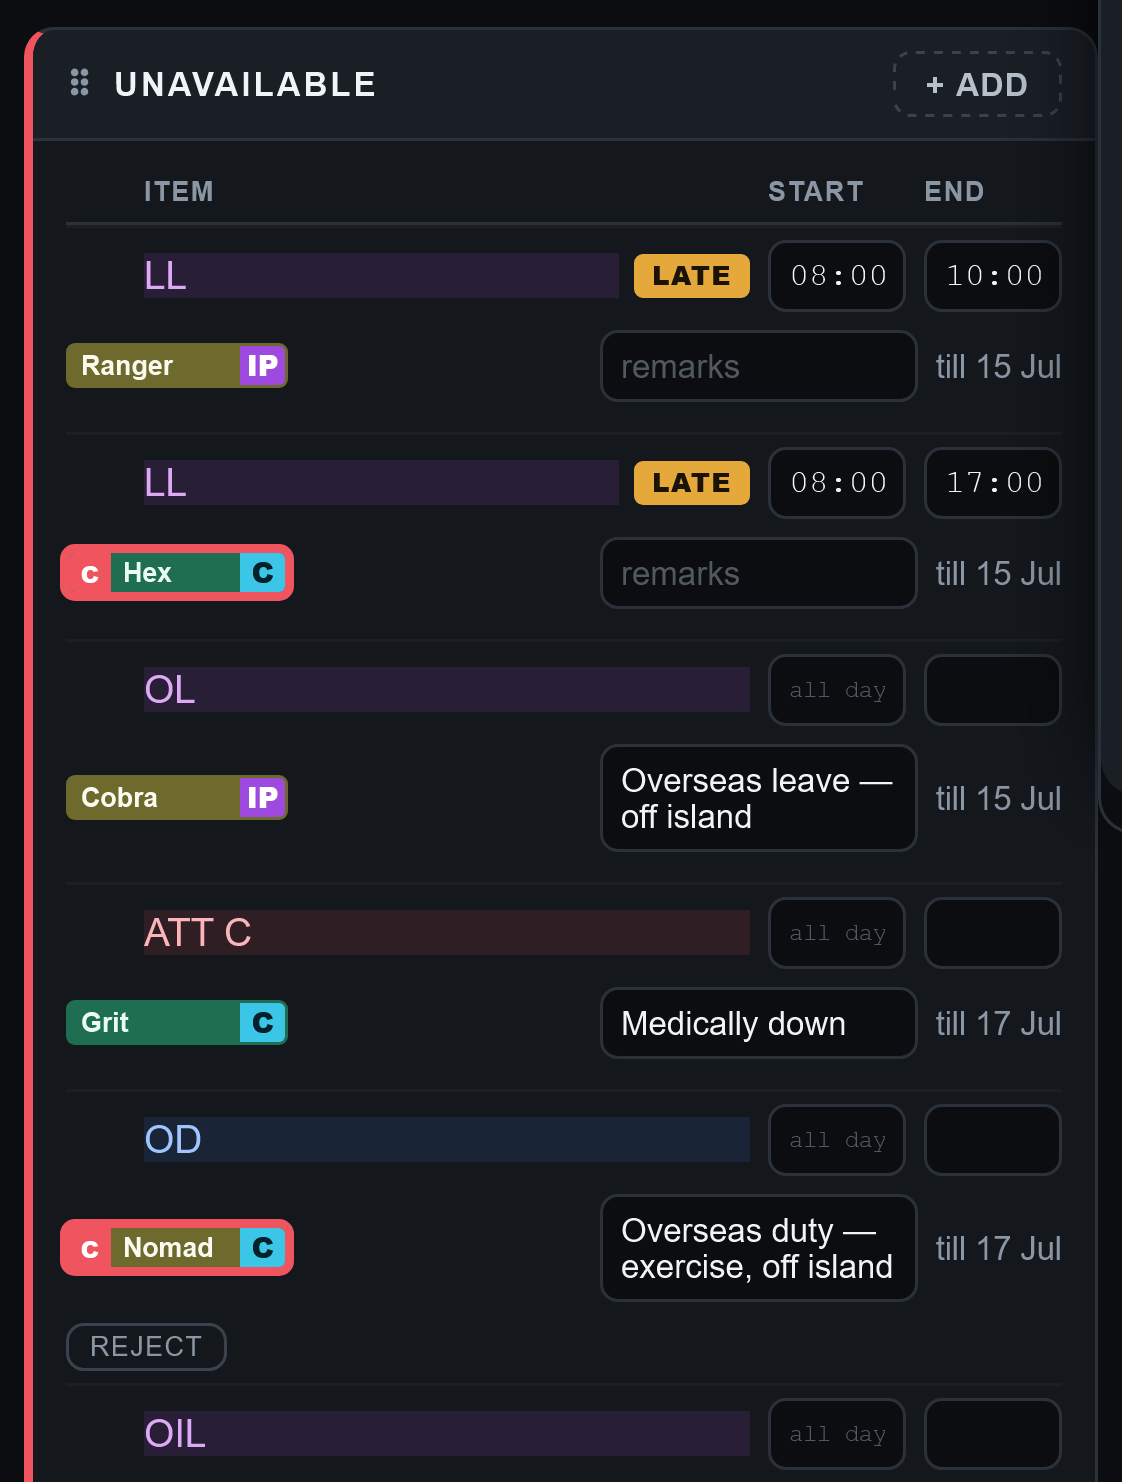 UNAVAILABLE
+ ADD
ITEM START END
LL LATE 08:00 10:00
Ranger IP remarks till 15 Jul
LL LATE 08:00 17:00
c Hex C remarks till 15 Jul
OL all day
Cobra IP Overseas leave —
off island till 15 Jul
ATT C all day
Grit C Medically down till 17 Jul
OD all day
c Nomad C Overseas duty —
exercise, off island till 17 Jul
REJECT
OIL all day